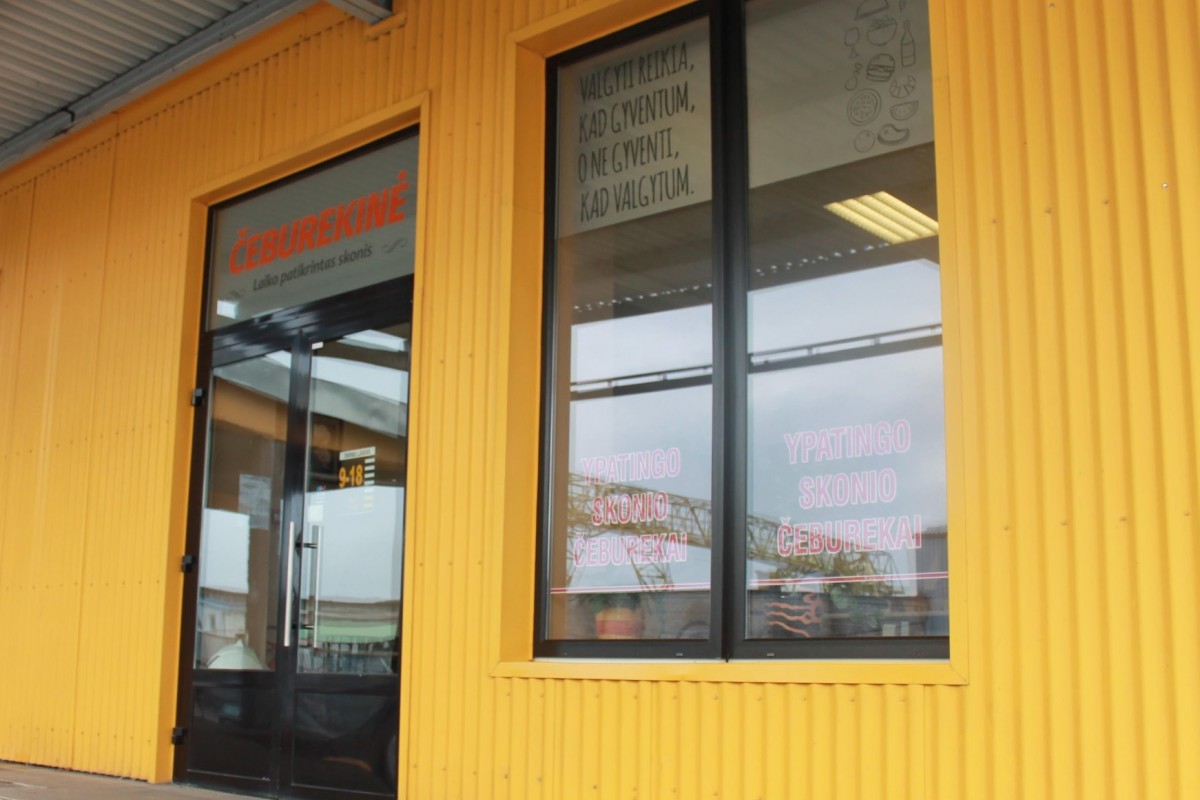 ČEBUREKINĖ
Laiko patikrintas skonis
9-18
VALGYTI REIKIA,
KAD GYVENTUM,
O NE GYVENTI,
KAD VALGYTUM.
YPATINGO
SKONIO
ČEBUREKAI
YPATINGO
SKONIO
ČEBUREKAI